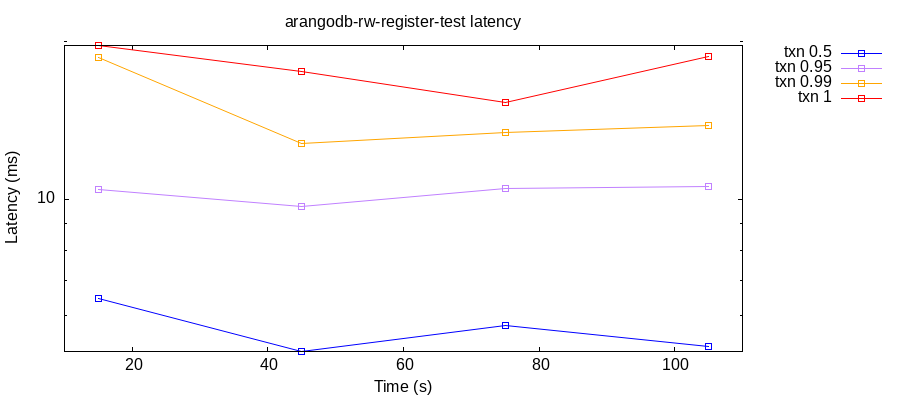 arangodb-rw-register-test latency
txn 0.5
txn 0.95
txn 0.99
txn 1
Latency (ms)
10
20 40 60 80 100
Time (s)